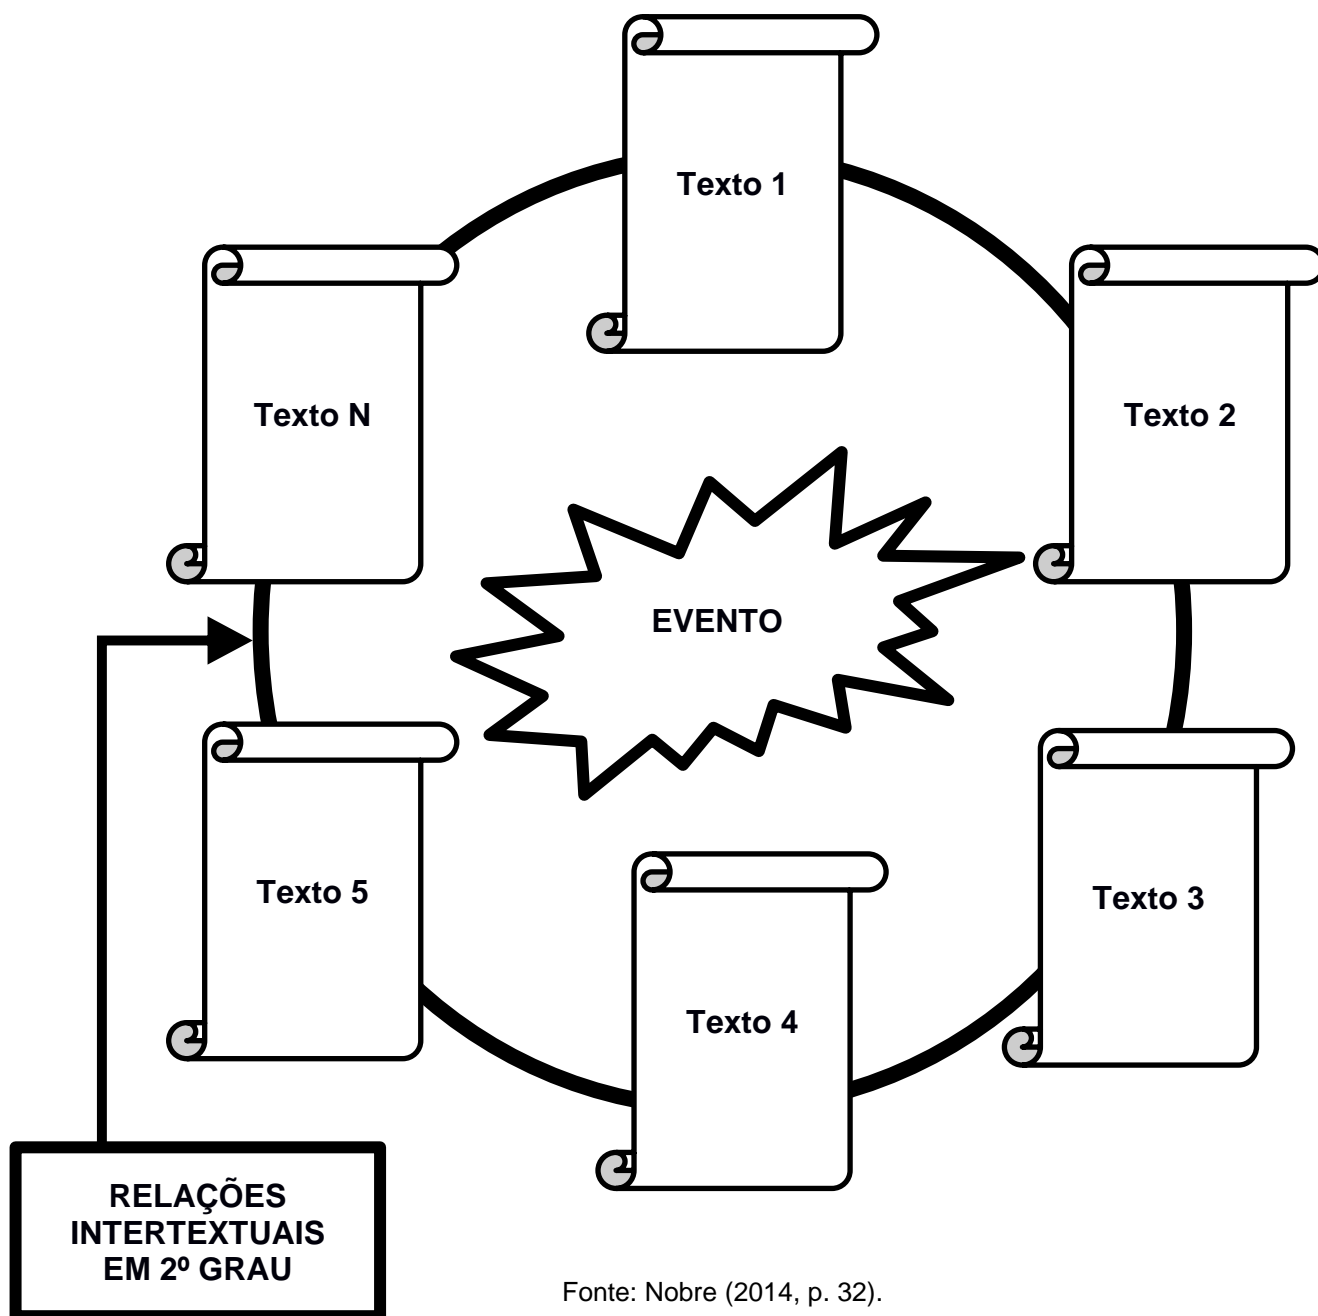 Texto 1
Texto N
Texto 2
EVENTO
Texto 5
Texto 3
Texto 4
RELAÇÕES
INTERTEXTUAIS
EM 2º GRAU
Fonte: Nobre (2014, p. 32).